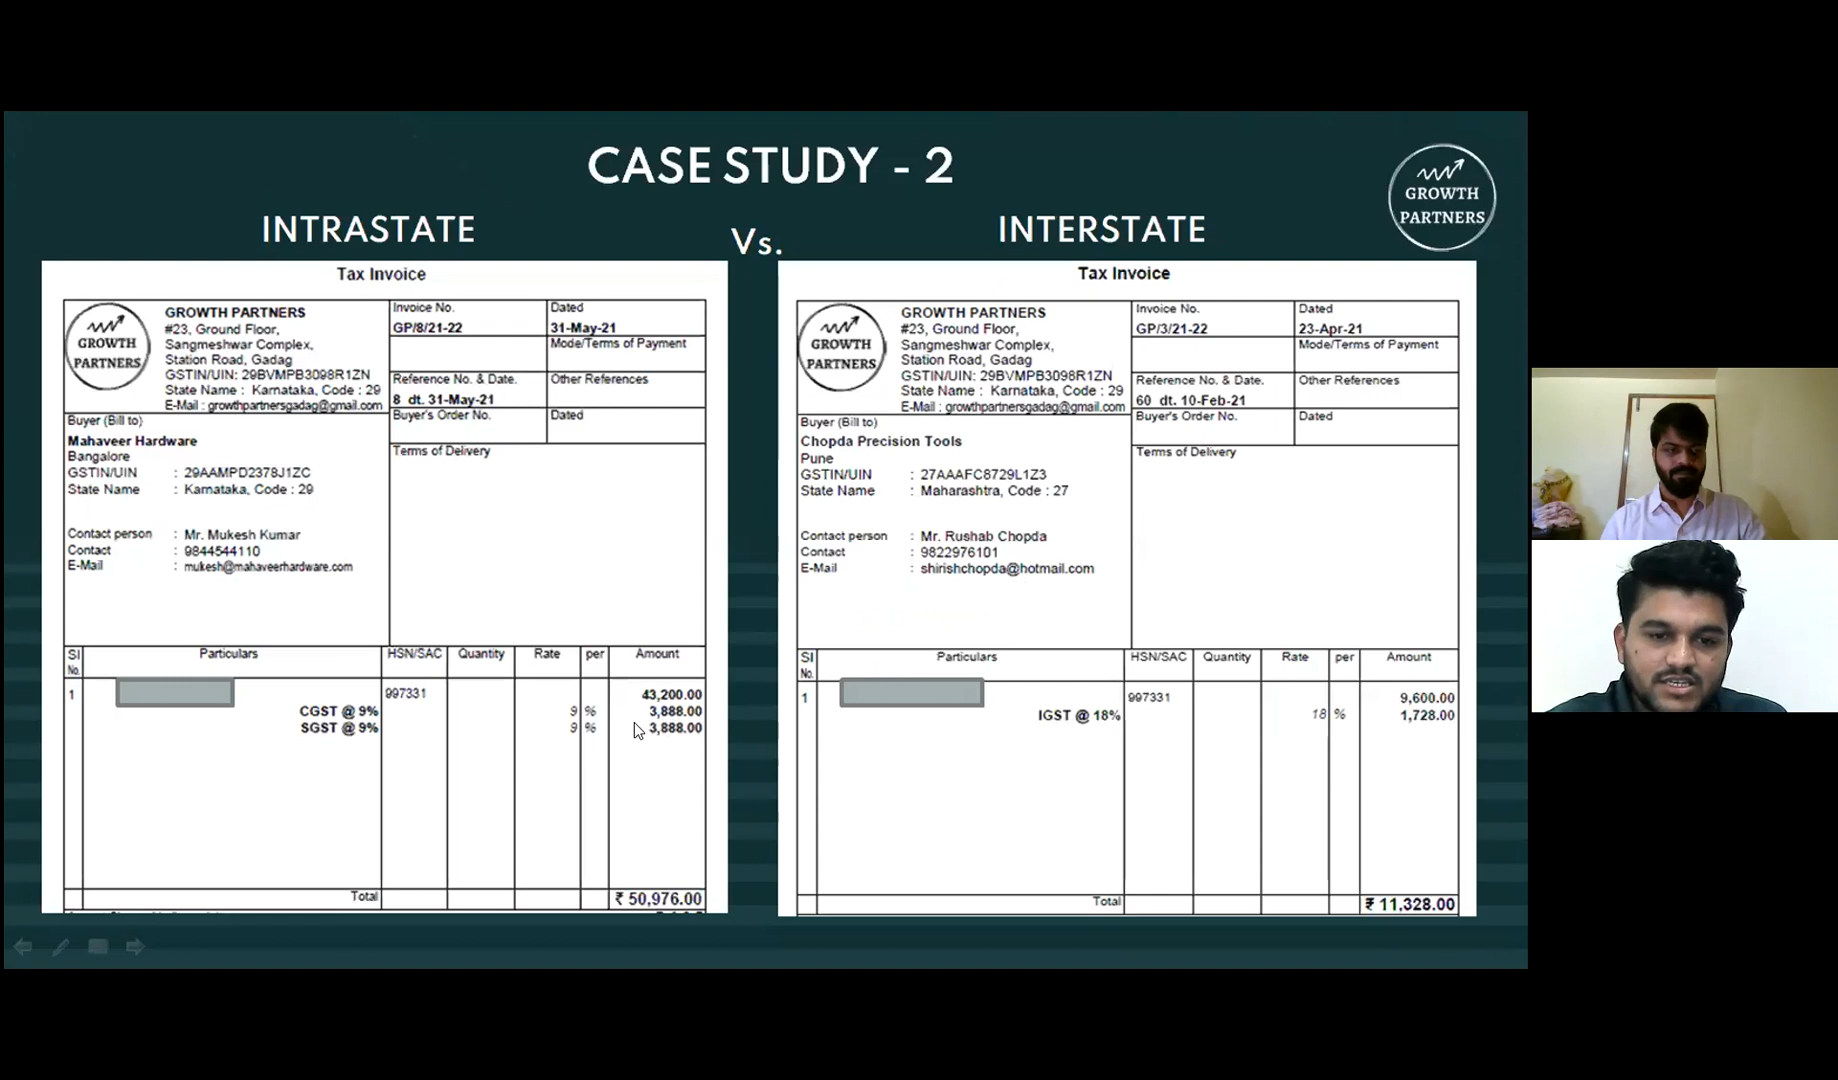 CASE STUDY - 2
GROWTH
PARTNERS
INTRASTATE
Vs.
INTERSTATE
Tax Invoice
GROWTH
PARTNERS
GROWTH PARTNERS
#23, Ground Floor,
Sangmeshwar Complex,
Station Road, Gadag
GSTIN/UIN: 29BVMPB3098R1ZN
State Name : Karnataka, Code : 29
E-Mail : growthpartnersgadag@gmail.com
Invoice No.
GP/8/21-22
Dated
31-May-21
Mode/Terms of Payment
Reference No. & Date.
8 dt. 31-May-21
Other References
Buyer's Order No.
Dated
Terms of Delivery
Buyer (Bill to)
Mahaveer Hardware
Bangalore
GSTIN/UIN : 29AAMPD2378J1ZC
State Name : Karnataka, Code : 29
Contact person : Mr. Mukesh Kumar
Contact : 9844544110
E-Mail : mukesh@mahaveerhardware.com
SI No. Particulars HSN/SAC Quantity Rate per Amount
1 997331 43,200.00
CGST @ 9% 9 % 3,888.00
SGST @ 9% 9 % 3,888.00
Total ₹ 50,976.00
Tax Invoice
GROWTH
PARTNERS
GROWTH PARTNERS
#23, Ground Floor,
Sangmeshwar Complex,
Station Road, Gadag
GSTIN/UIN: 29BVMPB3098R1ZN
State Name : Karnataka, Code : 29
E-Mail : growthpartnersgadag@gmail.com
Invoice No.
GP/3/21-22
Dated
23-Apr-21
Mode/Terms of Payment
Reference No. & Date.
60 dt. 10-Feb-21
Other References
Buyer's Order No.
Dated
Terms of Delivery
Buyer (Bill to)
Chopda Precision Tools
Pune
GSTIN/UIN : 27AAAFC8729L1Z3
State Name : Maharashtra, Code : 27
Contact person : Mr. Rushab Chopda
Contact : 9822976101
E-Mail : shirishchopda@hotmail.com
SI No. Particulars HSN/SAC Quantity Rate per Amount
1 997331 9,600.00
IGST @ 18% 18 % 1,728.00
Total ₹ 11,328.00